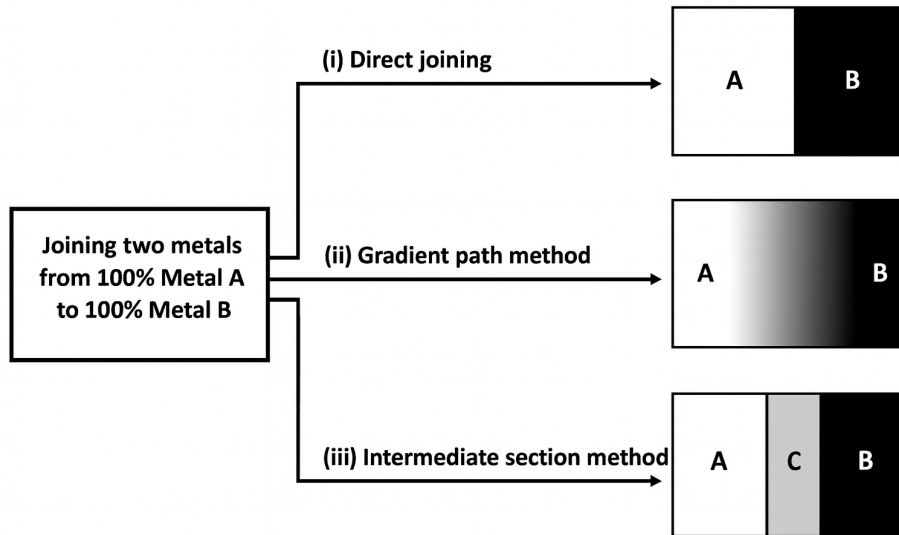 (i) Direct joining
A
B
Joining two metals
from 100% Metal A
to 100% Metal B
(ii) Gradient path method
A
B
(iii) Intermediate section method
A
C
B